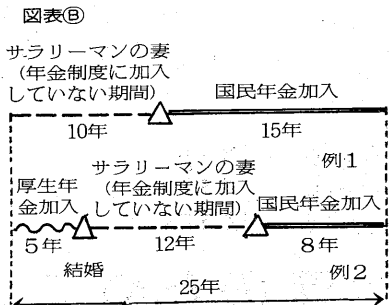 図表Ⓑ
サラリーマンの妻
(年金制度に加入
していない期間)
国民年金加入
10年
15年
例1
サラリーマンの妻
(年金制度に加入
していない期間)
厚生年
金加入
国民年金加入
5年
12年
8年
結婚
例2
25年